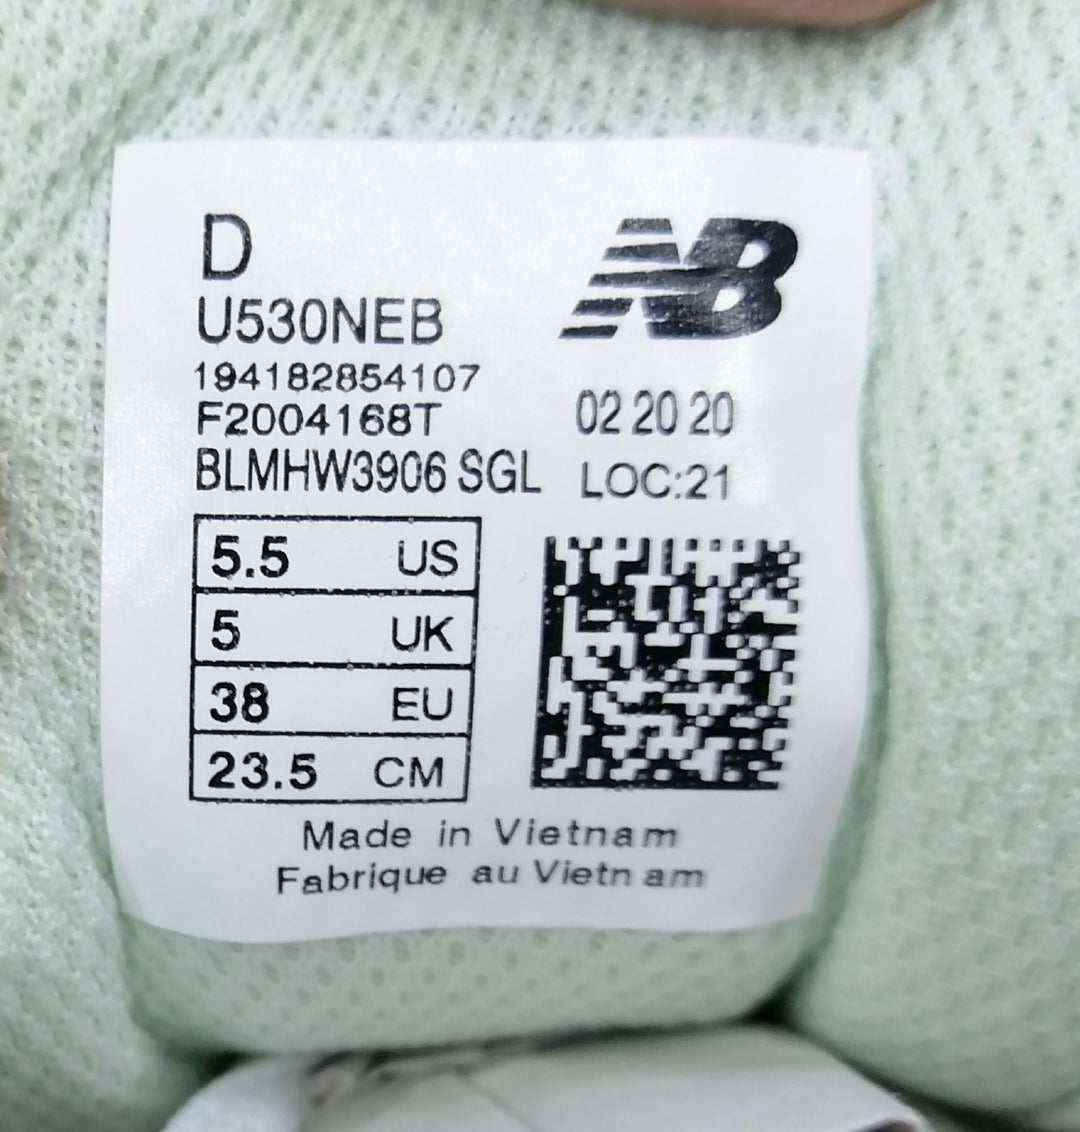 D
NB
U530NEB
194182854107
F2004168T
02 20 20
BLMHW3906 SGL
LOC:21
5.5 US
5 UK
38 EU
23.5 CM
Made in Vietnam
Fabrique au Vietnam